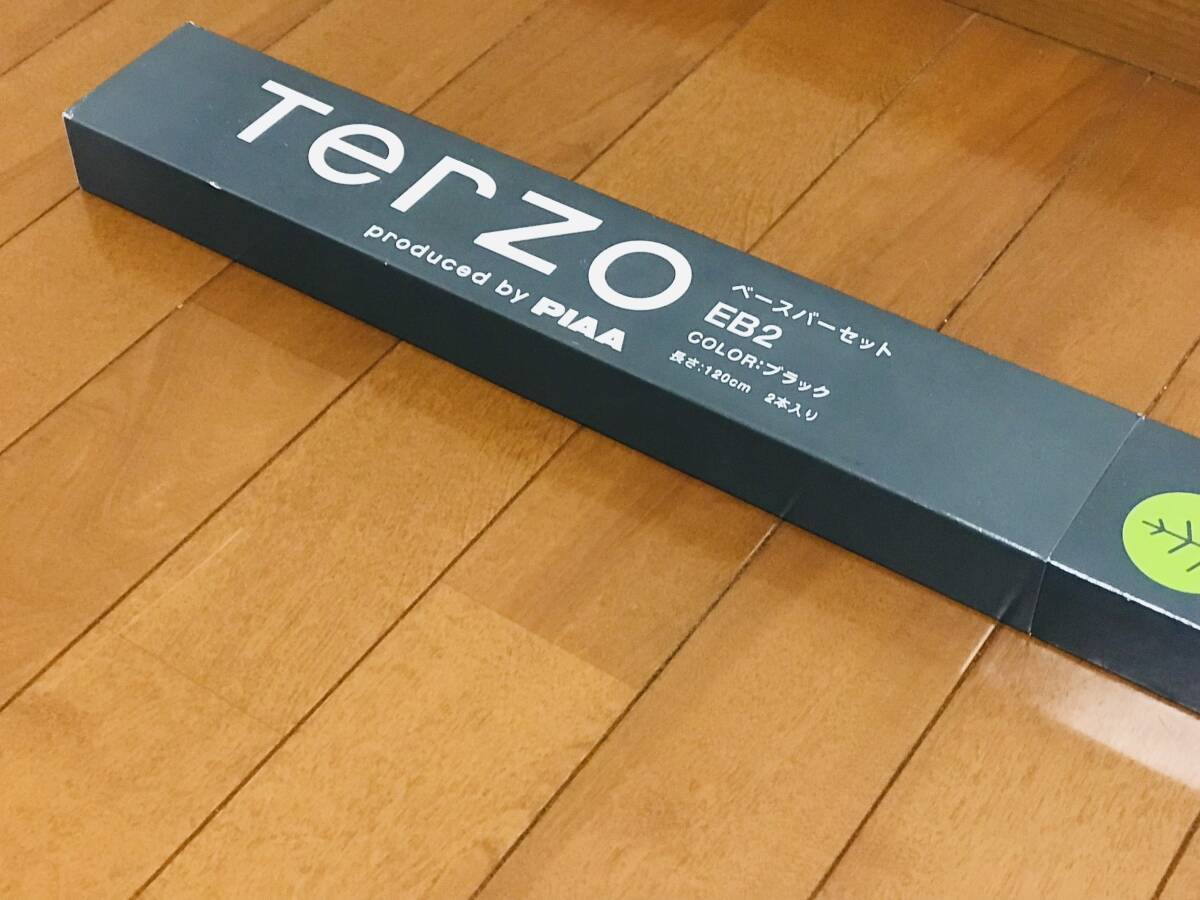 Terzo
produced by PIAA
ベースバーセット
EB2
COLOR:ブラック
長さ:120cm 2本入り